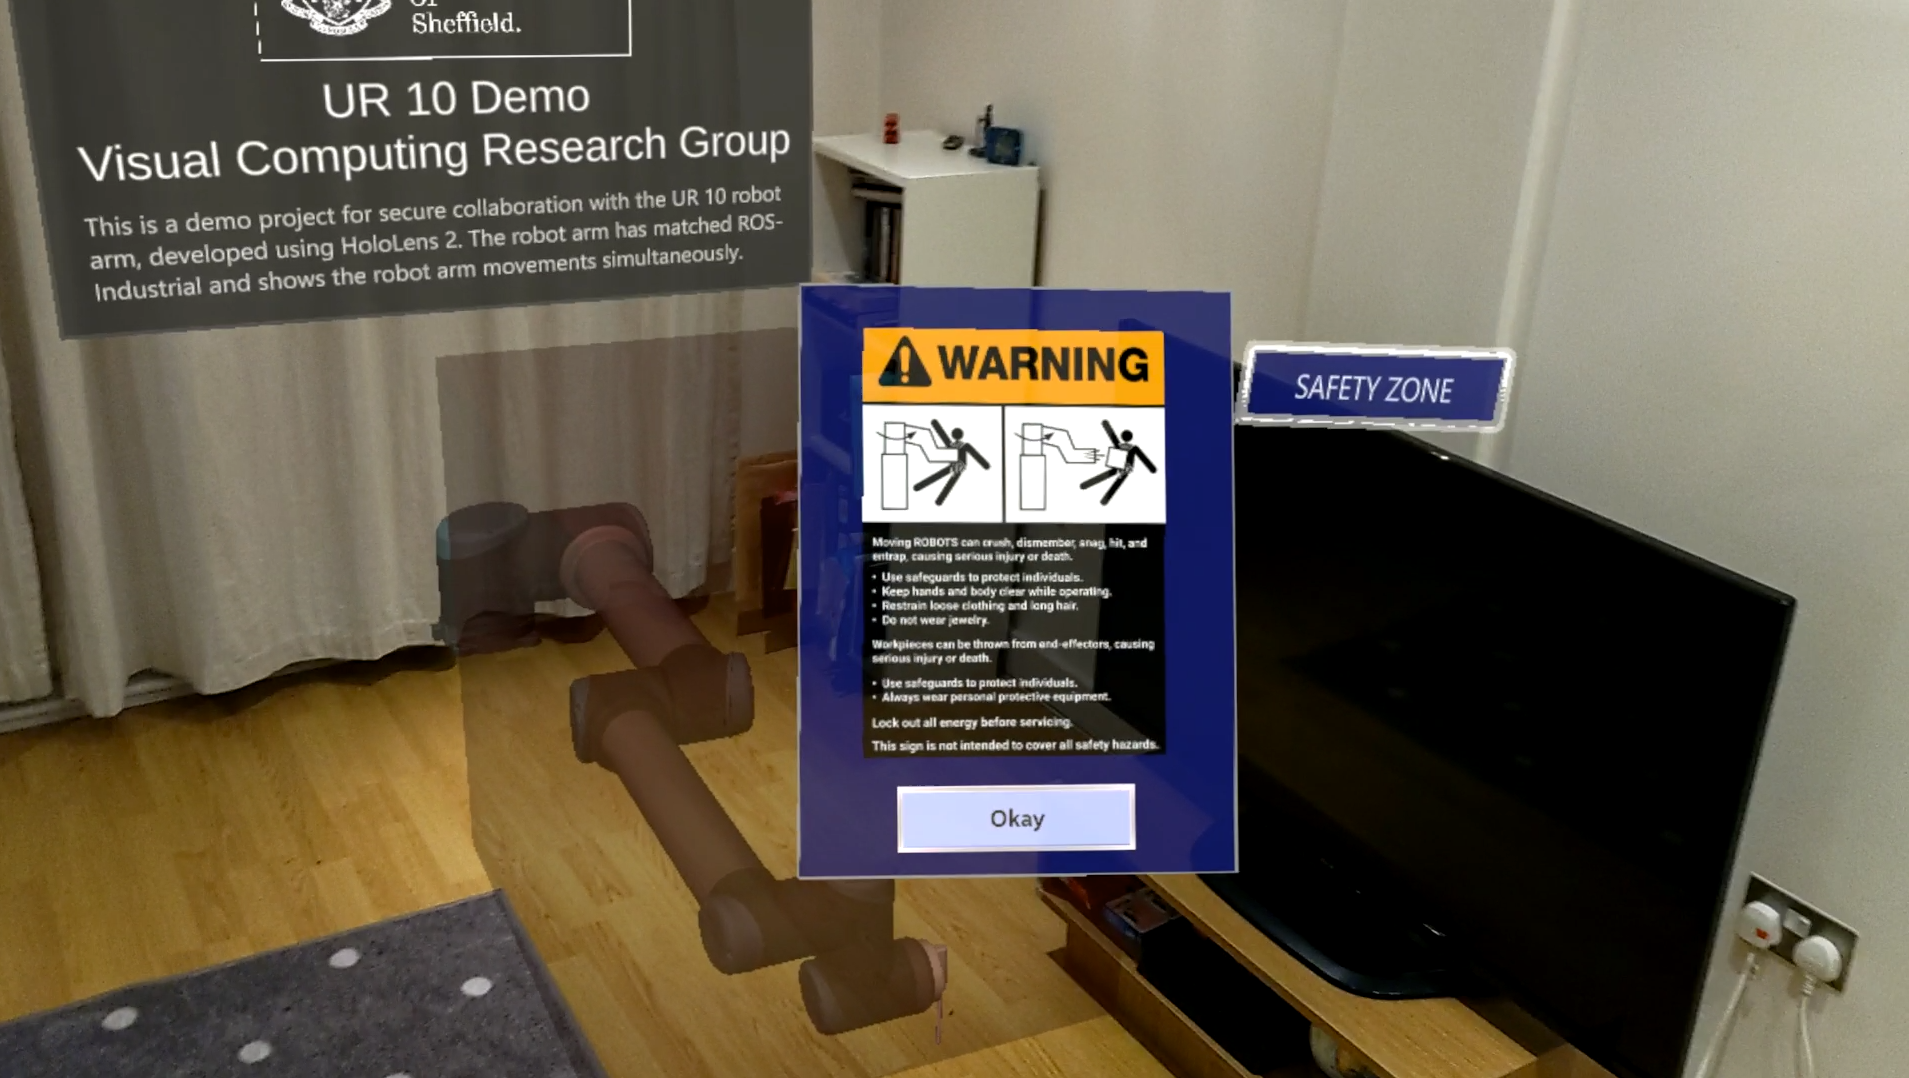 Sheffield.
UR 10 Demo
Visual Computing Research Group
This is a demo project for secure collaboration with the UR 10 robot
arm, developed using HoloLens 2. The robot arm has matched ROS-
Industrial and shows the robot arm movements simultaneously.
WARNING
SAFETY ZONE
Moving ROBOTS can crush, dismember, snag, hit, and
entrap, causing serious injury or death.
• Use safeguards to protect individuals.
• Keep hands and body clear while operating.
• Restrain loose clothing and long hair.
• Do not wear jewelry.
Workpieces can be thrown from end-effectors, causing
serious injury or death.
• Use safeguards to protect individuals.
• Always wear personal protective equipment.
Lock out all energy before servicing.
This sign is not intended to cover all safety hazards.
Okay